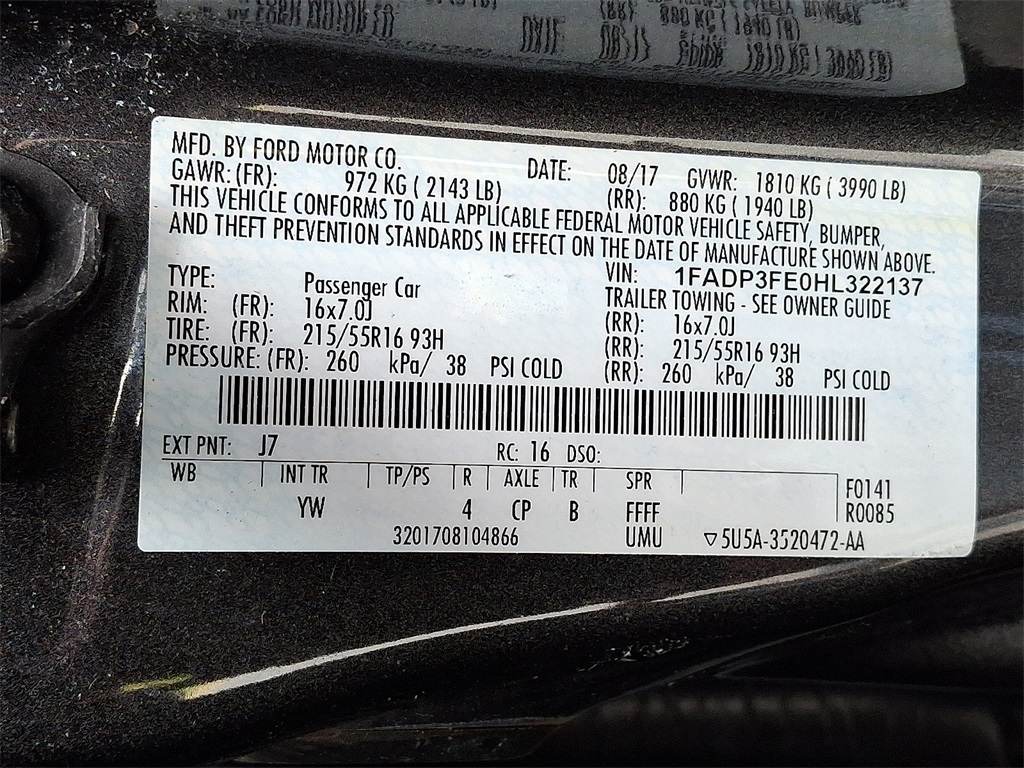 MFD. BY FORD MOTOR CO. DATE: 08/17 GVWR: 1810 KG ( 3990 LB)
GAWR: (FR): 972 KG ( 2143 LB) (RR): 880 KG ( 1940 LB)
THIS VEHICLE CONFORMS TO ALL APPLICABLE FEDERAL MOTOR VEHICLE SAFETY, BUMPER,
AND THEFT PREVENTION STANDARDS IN EFFECT ON THE DATE OF MANUFACTURE SHOWN ABOVE.
VIN: 1FADP3FE0HL322137
TYPE: Passenger Car TRAILER TOWING - SEE OWNER GUIDE
RIM: (FR): 16x7.0J (RR): 16x7.0J
TIRE: (FR): 215/55R16 93H (RR): 215/55R16 93H
PRESSURE: (FR): 260 kPa/ 38 PSI COLD (RR): 260 kPa/ 38 PSI COLD
EXT PNT: J7 RC: 16 DSO:
WB INT TR TP/PS R AXLE TR SPR F0141
YW 4 CP B FFFF R0085
3201708104866 UMU ▽5U5A-3520472-AA